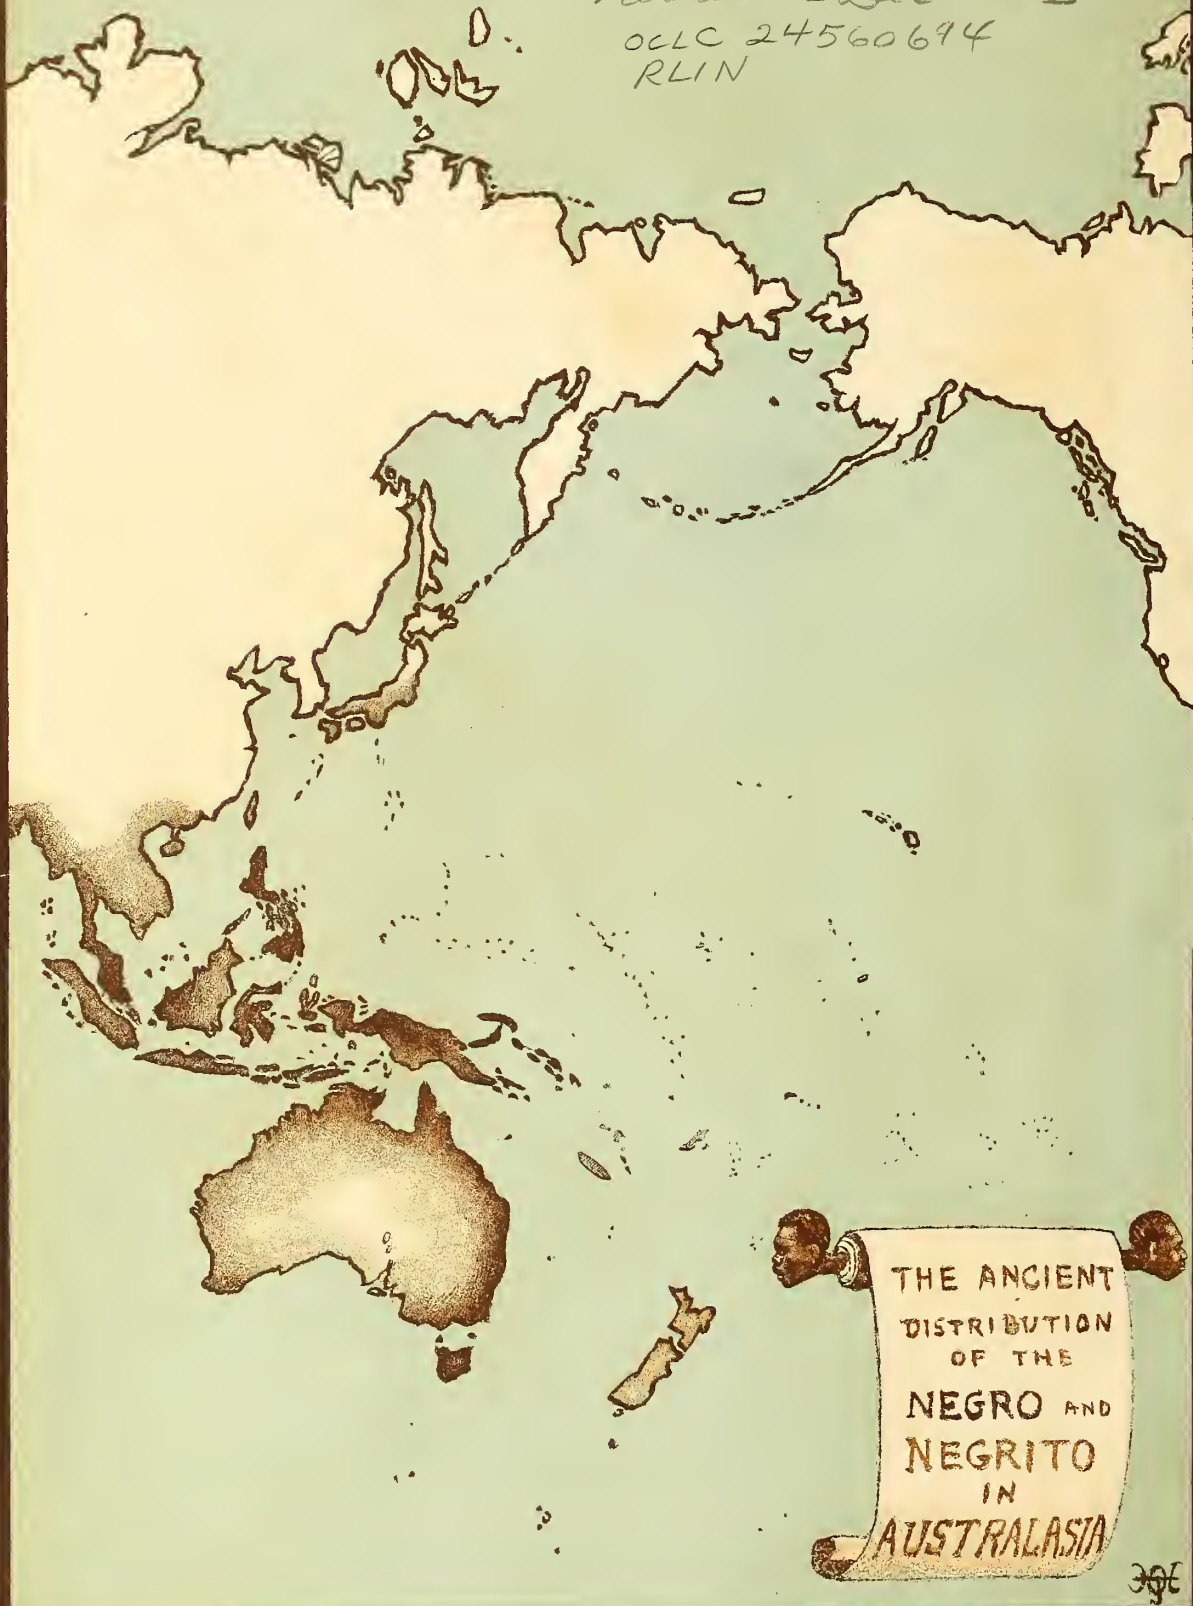 OCLC 24560694
RLIN
THE ANCIENT
DISTRIBUTION
OF THE
NEGRO AND
NEGRITO
IN
AUSTRALASIA